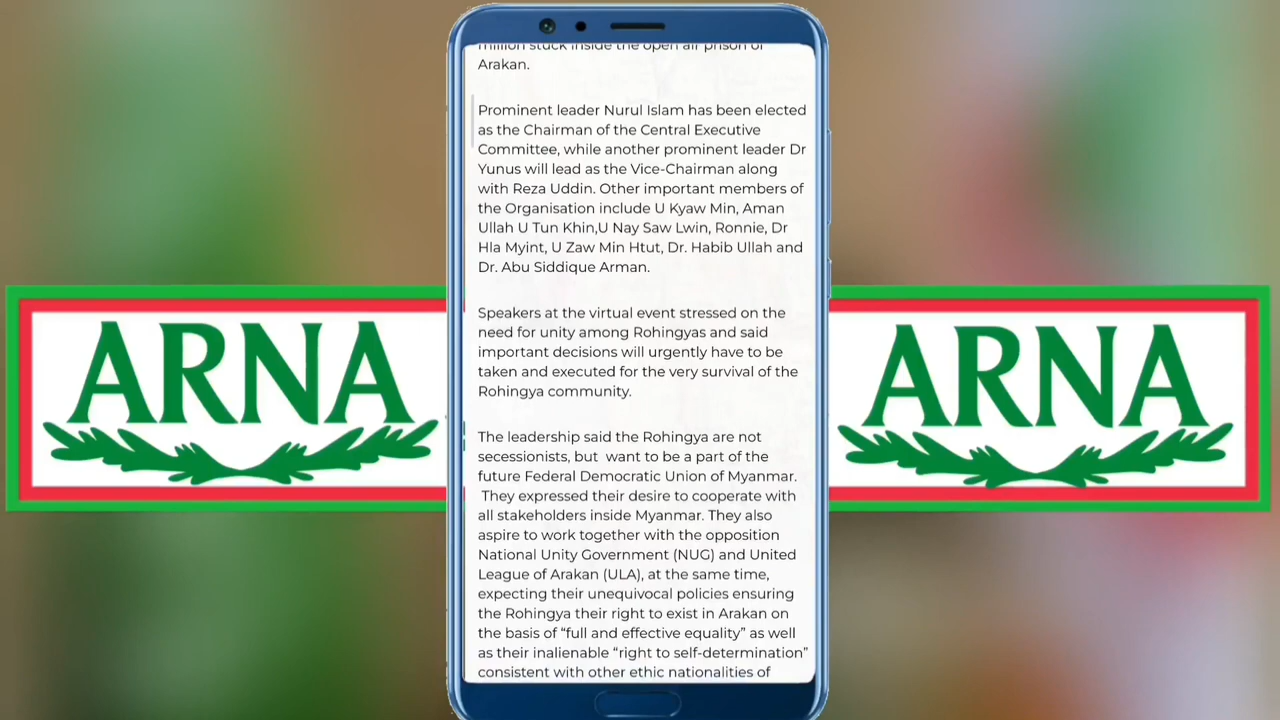 million stuck inside the open air prison of
Arakan.
Prominent leader Nurul Islam has been elected
as the Chairman of the Central Executive
Committee, while another prominent leader Dr
Yunus will lead as the Vice-Chairman along
with Reza Uddin. Other important members of
the Organisation include U Kyaw Min, Aman
Ullah U Tun Khin,U Nay Saw Lwin, Ronnie, Dr
Hla Myint, U Zaw Min Htut, Dr. Habib Ullah and
Dr. Abu Siddique Arman.
Speakers at the virtual event stressed on the
need for unity among Rohingyas and said
important decisions will urgently have to be
taken and executed for the very survival of the
Rohingya community.
The leadership said the Rohingya are not
secessionists, but  want to be a part of the
future Federal Democratic Union of Myanmar.
They expressed their desire to cooperate with
all stakeholders inside Myanmar. They also
aspire to work together with the opposition
National Unity Government (NUG) and United
League of Arakan (ULA), at the same time,
expecting their unequivocal policies ensuring
the Rohingya their right to exist in Arakan on
the basis of “full and effective equality” as well
as their inalienable “right to self-determination”
consistent with other ethic nationalities of
ARNA
ARNA